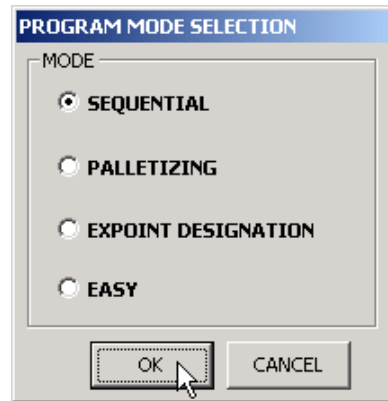 PROGRAM MODE SELECTION
MODE
SEQUENTIAL
PALLETIZING
EXPOINT DESIGNATION
EASY
OK CANCEL